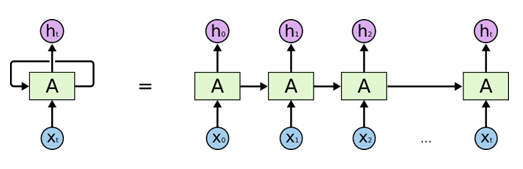 hₜ h₀ h₁ h₂ hₜ
A = A A A A
xₜ x₀ x₁ x₂ ... xₜ